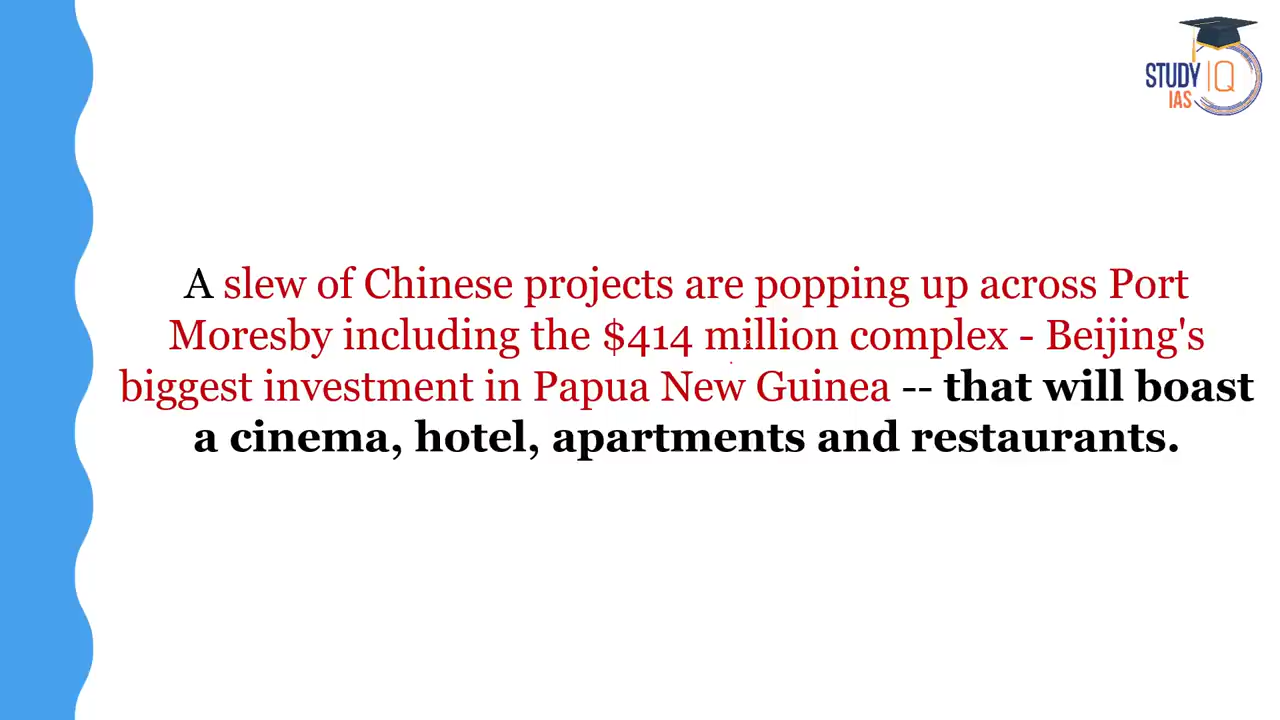 STUDY IQ
IAS
A slew of Chinese projects are popping up across Port
Moresby including the $414 million complex - Beijing's
biggest investment in Papua New Guinea -- that will boast
a cinema, hotel, apartments and restaurants.